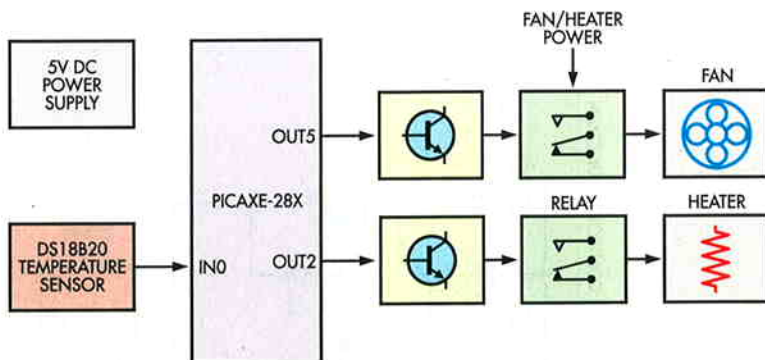 FAN/HEATER
POWER
5V DC
POWER
SUPPLY
FAN
OUT5
PICAXE-28X
RELAY
HEATER
DS18B20
TEMPERATURE
SENSOR
IN0
OUT2